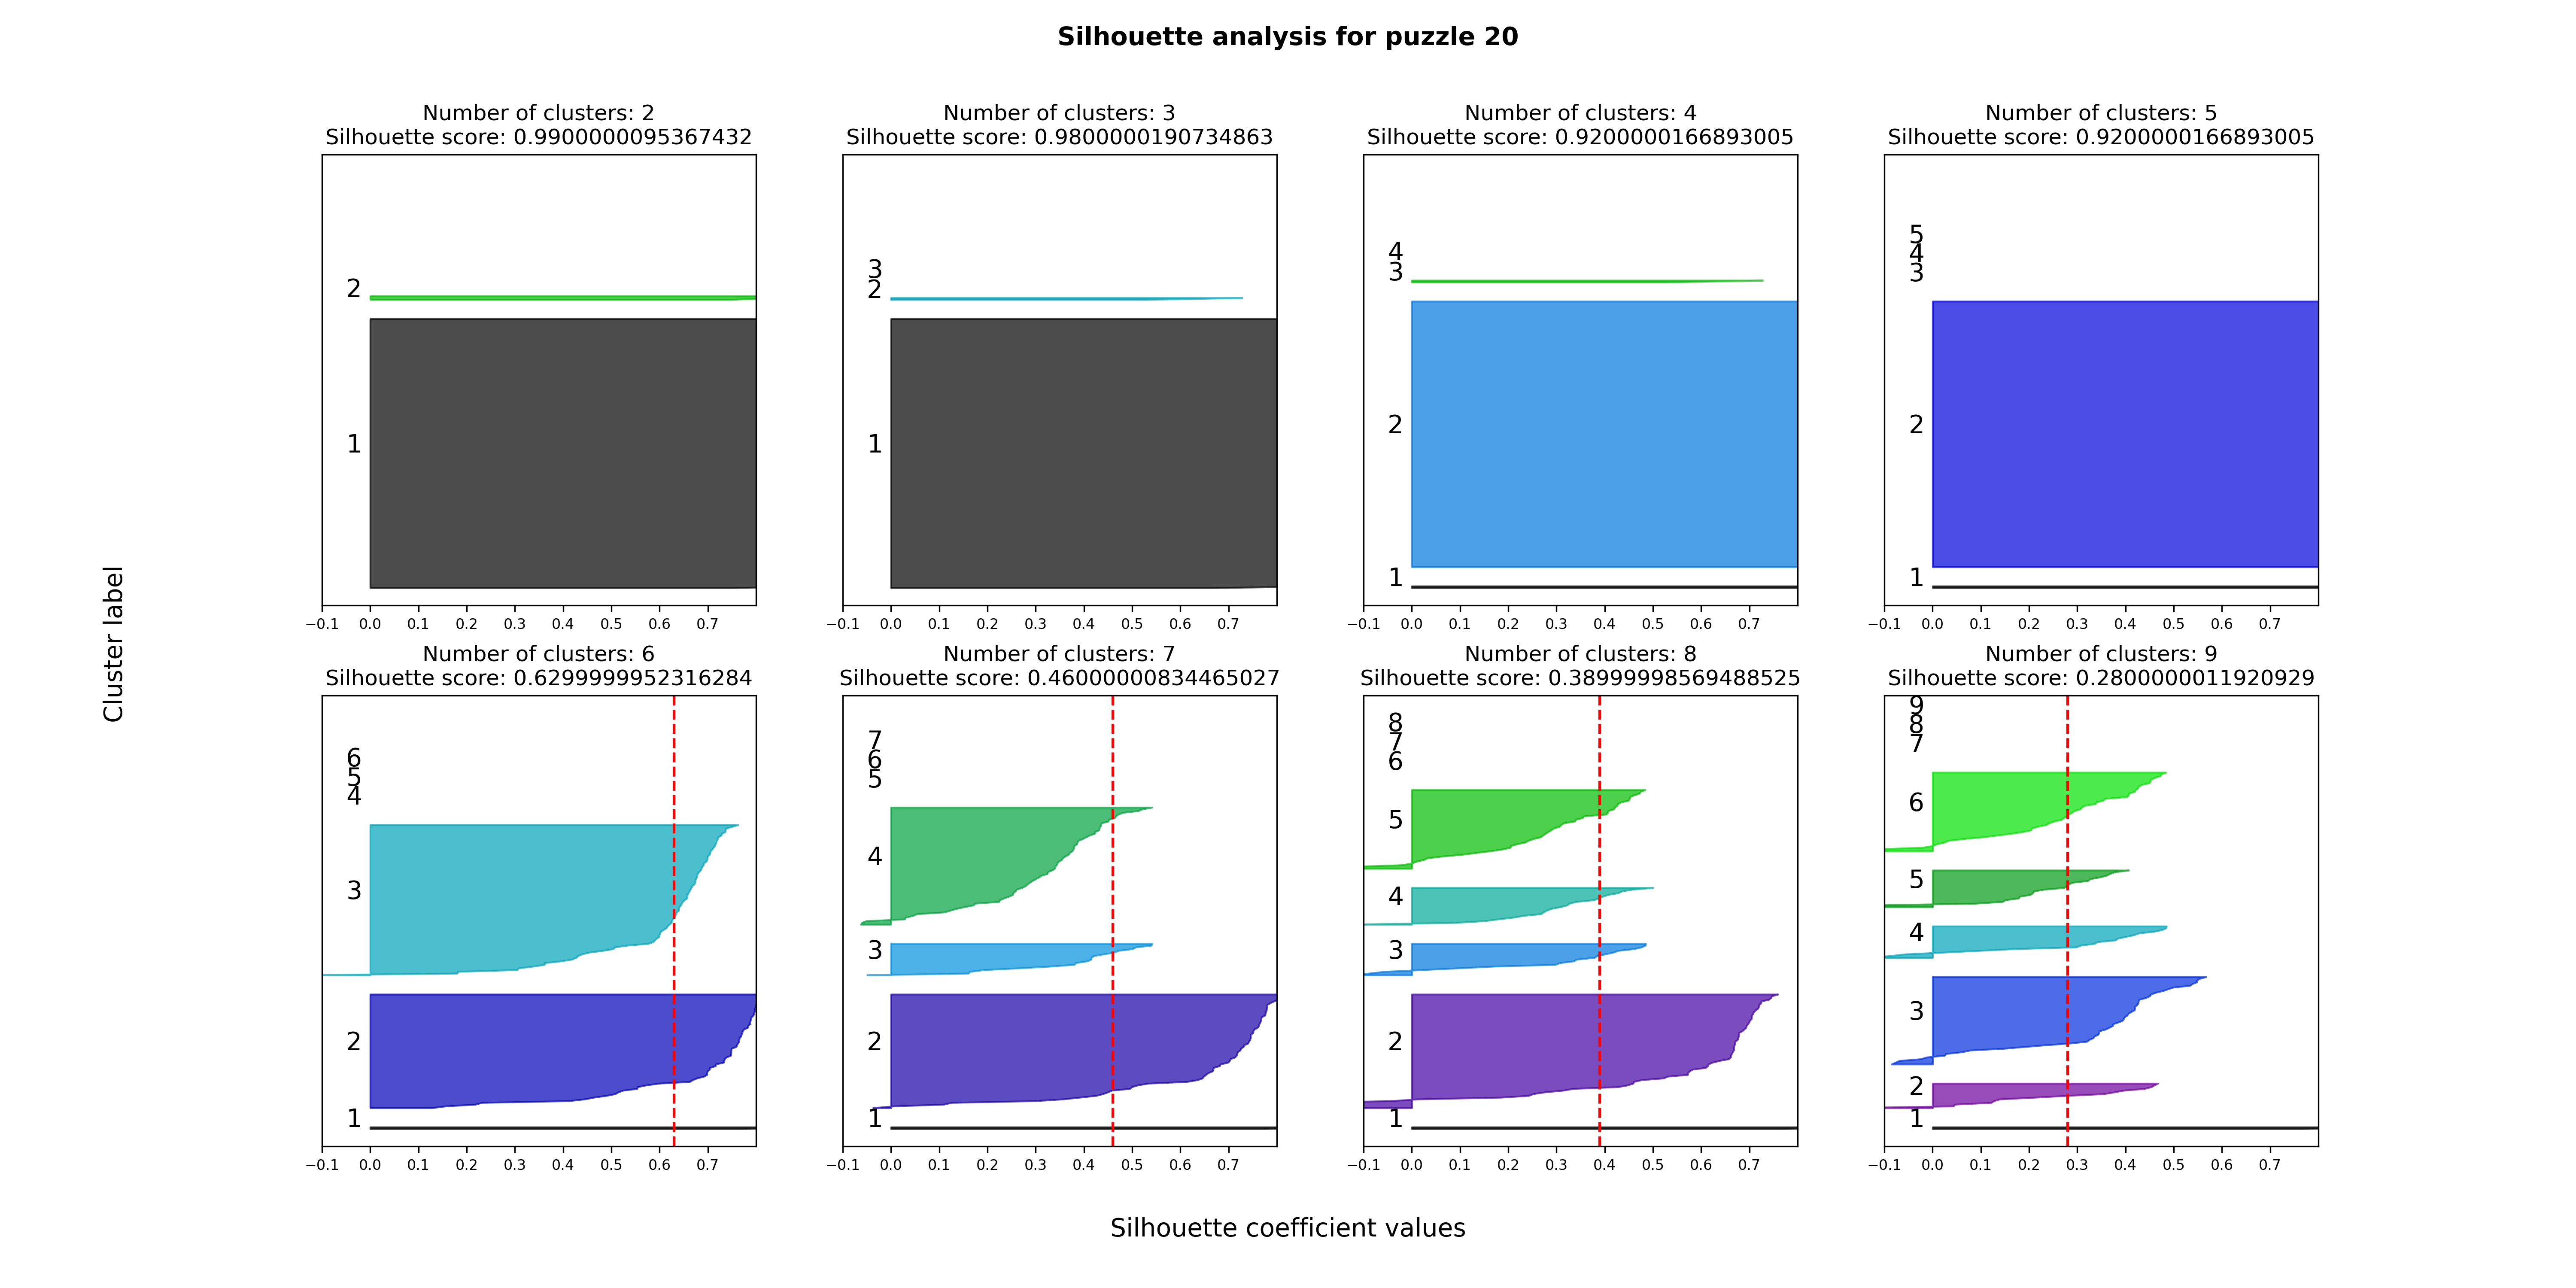 Silhouette analysis for puzzle 20
Number of clusters: 2
Silhouette score: 0.9900000095367432
2
1
−0.1 0.0 0.1 0.2 0.3 0.4 0.5 0.6 0.7
Number of clusters: 3
Silhouette score: 0.9800000190734863
3
2
1
−0.1 0.0 0.1 0.2 0.3 0.4 0.5 0.6 0.7
Number of clusters: 4
Silhouette score: 0.9200000166893005
4
3
2
1
−0.1 0.0 0.1 0.2 0.3 0.4 0.5 0.6 0.7
Number of clusters: 5
Silhouette score: 0.9200000166893005
5
4
3
2
1
−0.1 0.0 0.1 0.2 0.3 0.4 0.5 0.6 0.7
Cluster label
Number of clusters: 6
Silhouette score: 0.6299999952316284
6
5
4
3
2
1
−0.1 0.0 0.1 0.2 0.3 0.4 0.5 0.6 0.7
Number of clusters: 7
Silhouette score: 0.46000000834465027
7
6
5
4
3
2
1
−0.1 0.0 0.1 0.2 0.3 0.4 0.5 0.6 0.7
Number of clusters: 8
Silhouette score: 0.38999998569488525
8
7
6
5
4
3
2
1
−0.1 0.0 0.1 0.2 0.3 0.4 0.5 0.6 0.7
Number of clusters: 9
Silhouette score: 0.2800000011920929
9
8
7
6
5
4
3
2
1
−0.1 0.0 0.1 0.2 0.3 0.4 0.5 0.6 0.7
Silhouette coefficient values